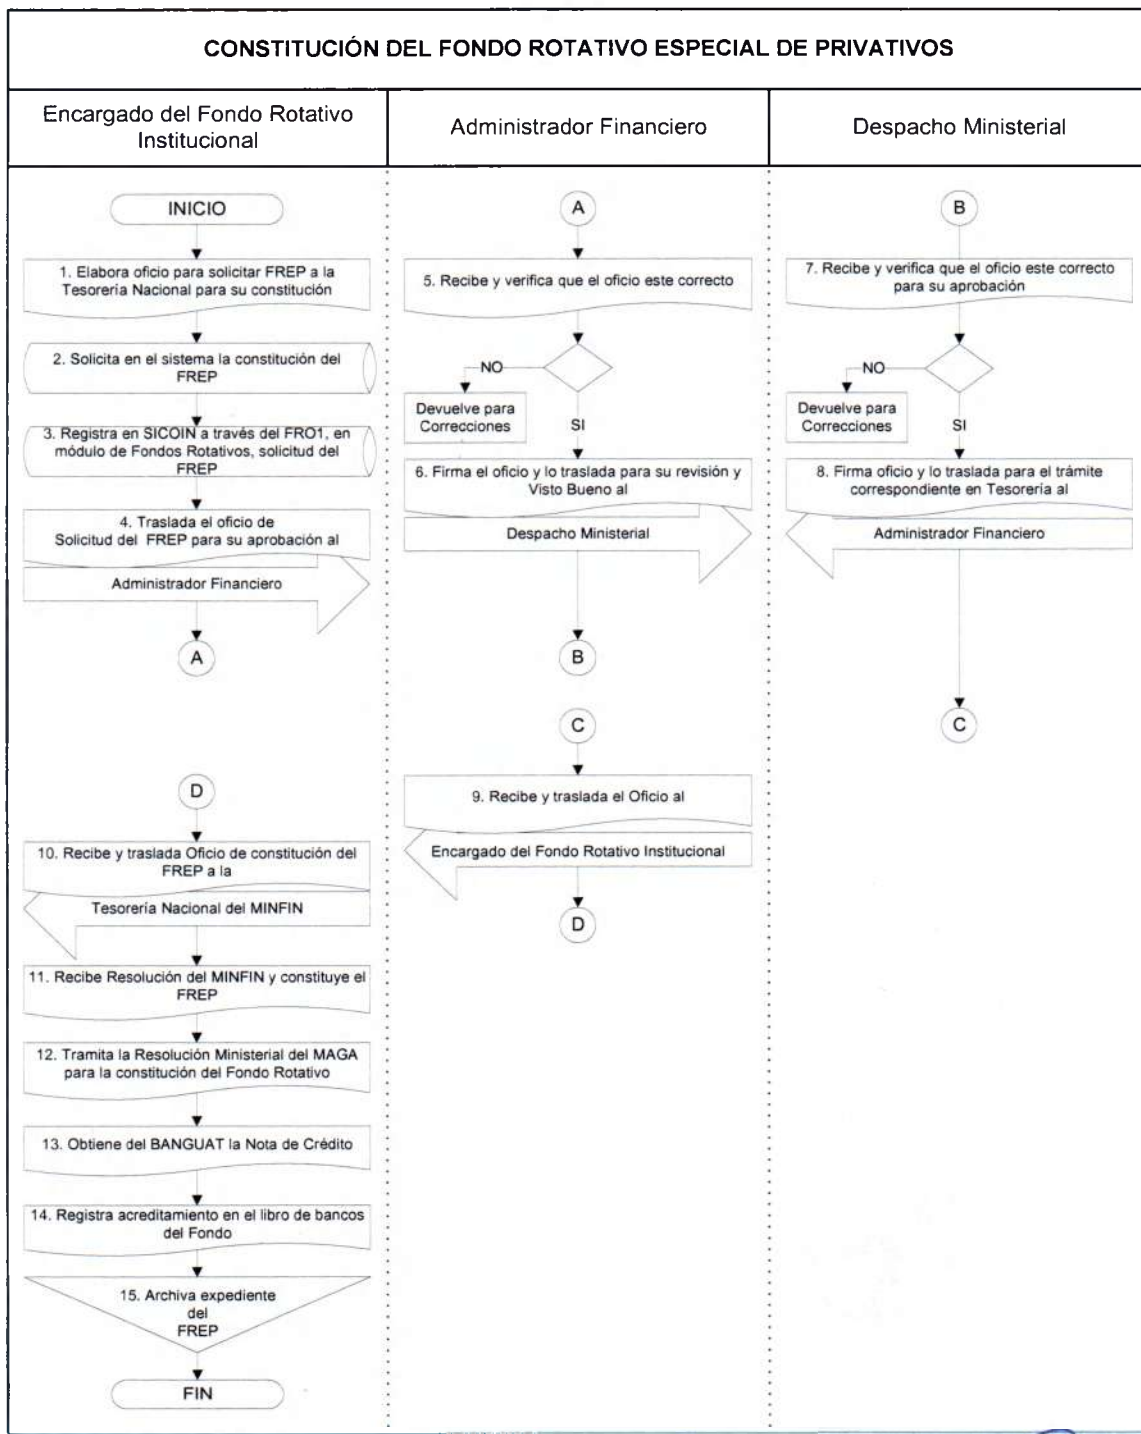 CONSTITUCIÓN DEL FONDO ROTATIVO ESPECIAL DE PRIVATIVOS
Encargado del Fondo Rotativo
Institucional
Administrador Financiero
Despacho Ministerial
INICIO
1. Elabora oficio para solicitar FREP a la
Tesorería Nacional para su constitución
2. Solicita en el sistema la constitución del
FREP
3. Registra en SICOIN a través del FRO1, en
módulo de Fondos Rotativos, solicitud del
FREP
4. Traslada el oficio de
Solicitud del FREP para su aprobación al
Administrador Financiero
A
A
5. Recibe y verifica que el oficio este correcto
NO
Devuelve para
Correcciones
SI
6. Firma el oficio y lo traslada para su revisión y
Visto Bueno al
Despacho Ministerial
B
B
7. Recibe y verifica que el oficio este correcto
para su aprobación
NO
Devuelve para
Correcciones
SI
8. Firma oficio y lo traslada para el trámite
correspondiente en Tesorería al
Administrador Financiero
C
C
9. Recibe y traslada el Oficio al
Encargado del Fondo Rotativo Institucional
D
D
10. Recibe y traslada Oficio de constitución del
FREP a la
Tesorería Nacional del MINFIN
11. Recibe Resolución del MINFIN y constituye el
FREP
12. Tramita la Resolución Ministerial del MAGA
para la constitución del Fondo Rotativo
13. Obtiene del BANGUAT la Nota de Crédito
14. Registra acreditamiento en el libro de bancos
del Fondo
15. Archiva expediente
del
FREP
FIN